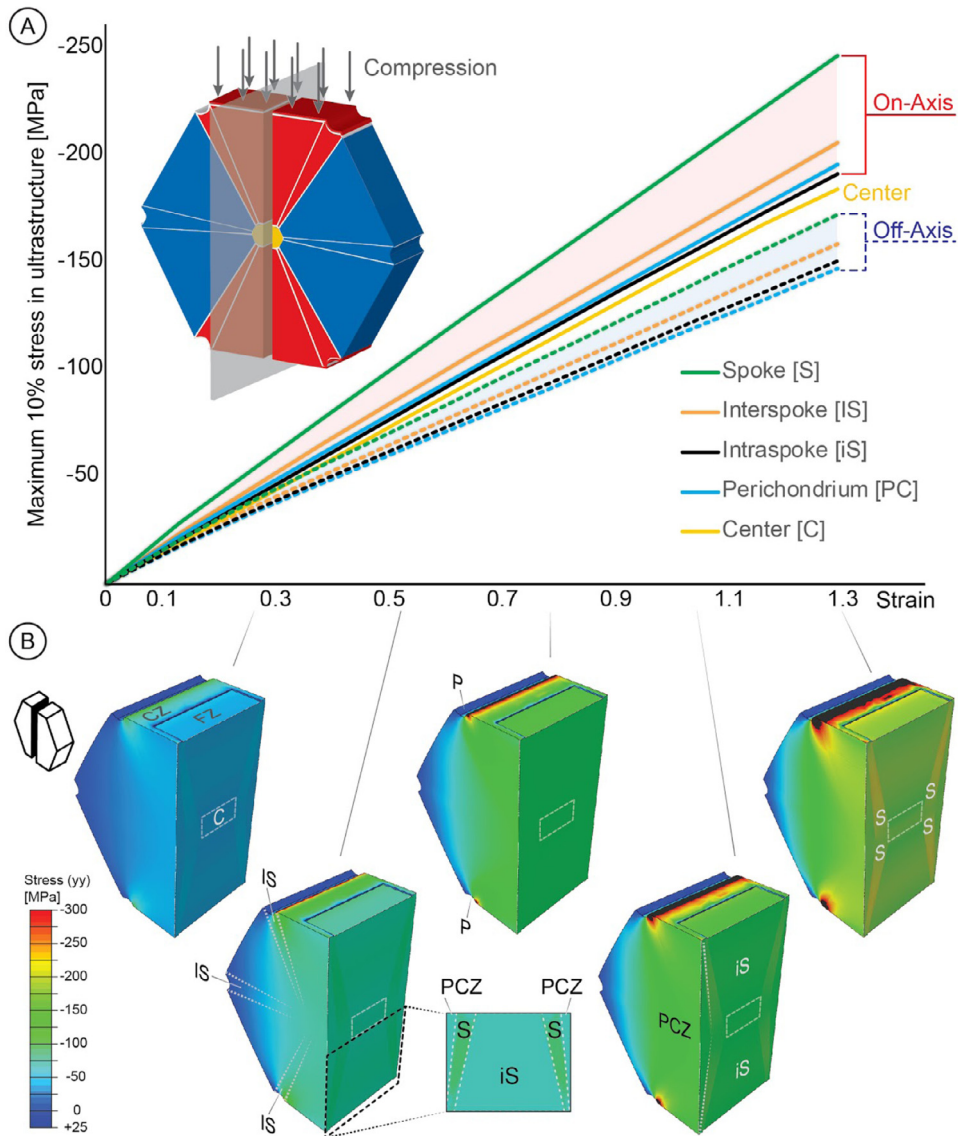 A
Maximum 10% stress in ultrastructure [MPa]
-250
-200
-150
-100
-50
Compression
On-Axis
Center
Off-Axis
Spoke [S]
Interspoke [IS]
Intraspoke [iS]
Perichondrium [PC]
Center [C]
0 0.1 0.3 0.5 0.7 0.9 1.1 1.3 Strain
B
CZ FZ
C
P
P
S S
S S
Stress (yy)
[MPa]
-300
-250
-200
-150
-100
-50
0
+25
IS
IS
IS
PCZ PCZ
S S
iS
PCZ
iS
iS